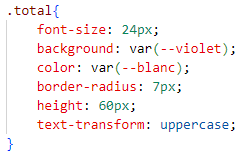 .total{
    font-size: 24px;
    background: var(--violet);
    color: var(--blanc);
    border-radius: 7px;
    height: 60px;
    text-transform: uppercase;
}